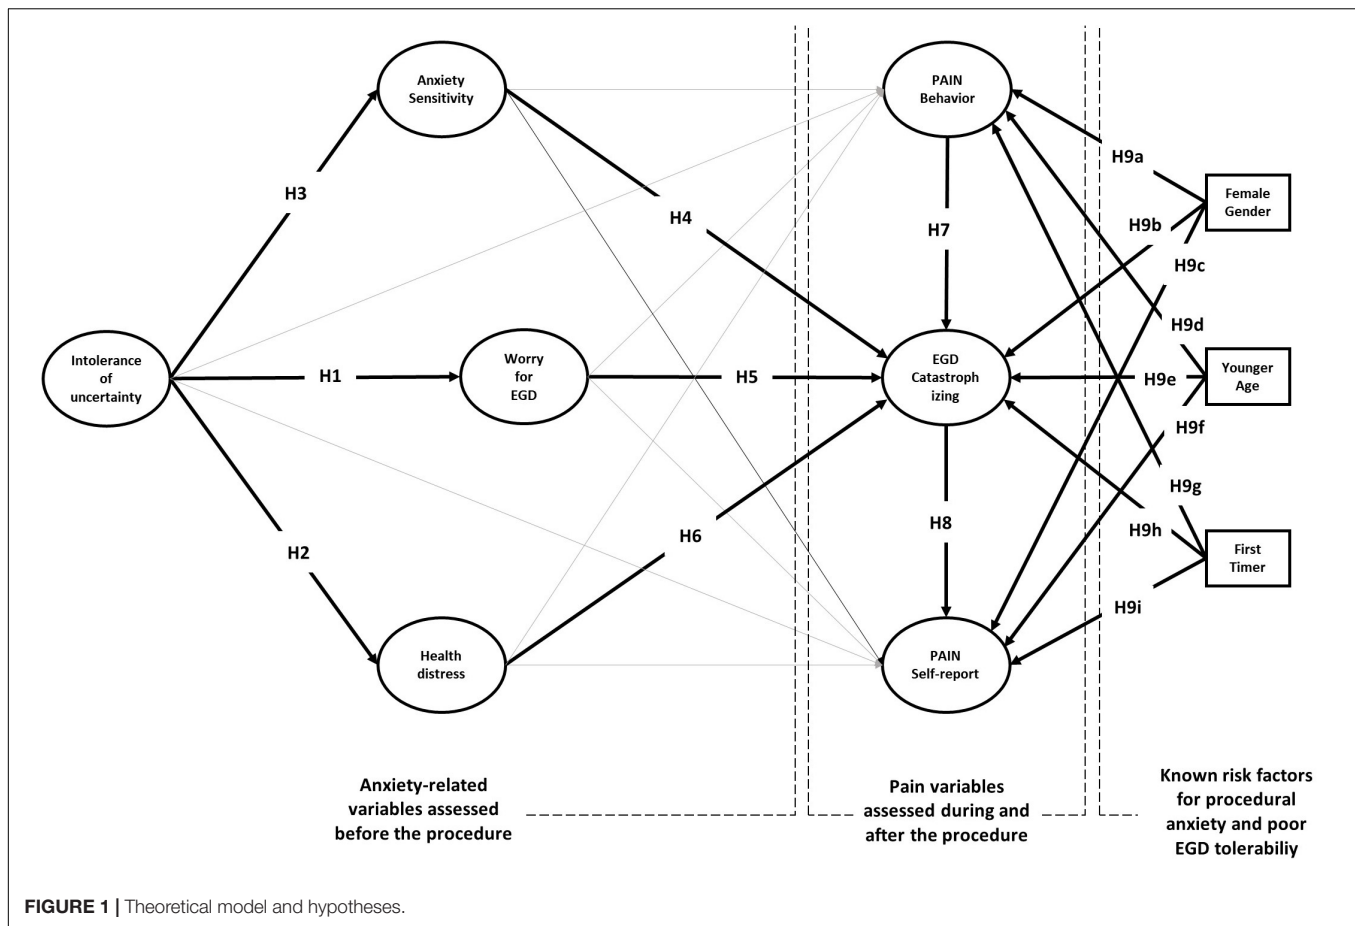 Anxiety
Sensitivity
PAIN
Behavior
H9a
Female
Gender
H3
H4
H7
H9b
H9c
Intolerance
of
uncertainty
H1
Worry
for
EGD
H5
EGD
Catastroph
izing
H9d
H9e
Younger
Age
H9f
H2
H6
H8
H9g
H9h
First
Timer
H9i
Health
distress
PAIN
Self-report
Anxiety-related
variables assessed
before the procedure
Pain variables
assessed during and
after the procedure
Known risk factors
for procedural
anxiety and poor
EGD tolerabiliy
FIGURE 1 | Theoretical model and hypotheses.